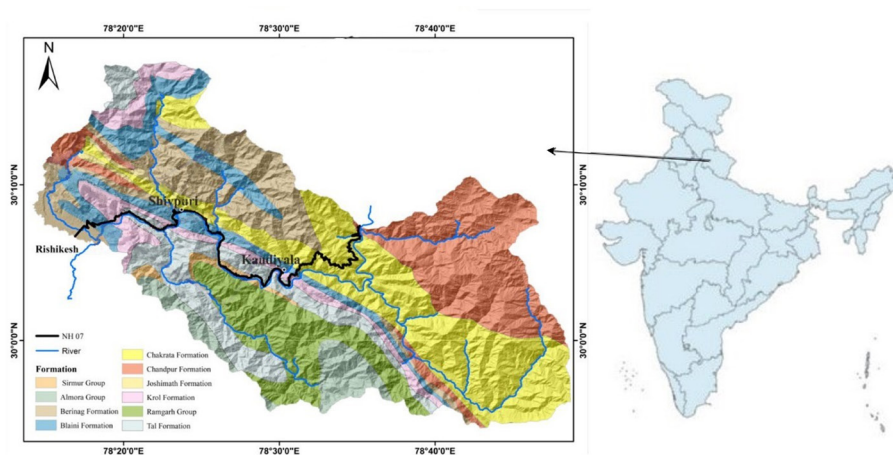 78°20'0"E 78°30'0"E 78°40'0"E
N
30°10'0"N 30°10'0"N
Shivpuri
Rishikesh
Kaudiyala
30°0'0"N 30°0'0"N
NH 07
River
Formation
Sirmur Group
Almora Group
Berinag Formation
Blaini Formation
Chakrata Formation
Chandpur Formation
Joshimath Formation
Krol Formation
Ramgarh Group
Tal Formation
78°20'0"E 78°30'0"E 78°40'0"E